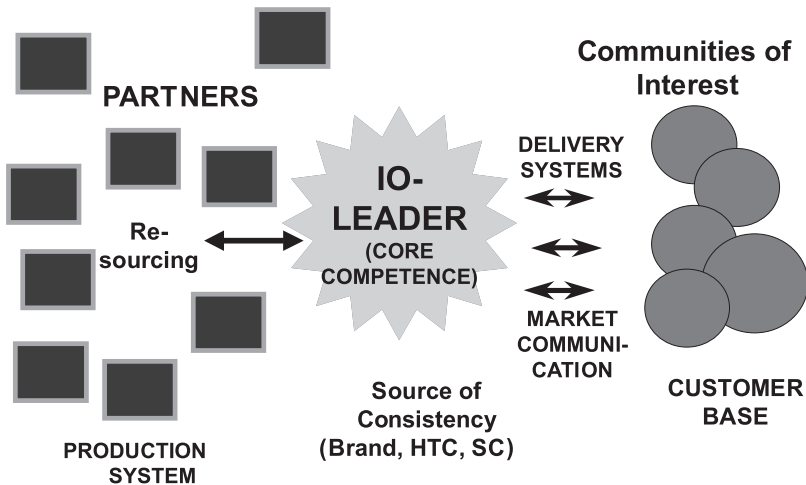 PARTNERS
Re-
sourcing
PRODUCTION
SYSTEM
IO-
LEADER
(CORE
COMPETENCE)
Source of
Consistency
(Brand, HTC, SC)
DELIVERY
SYSTEMS
MARKET
COMMUNI-
CATION
Communities of
Interest
CUSTOMER
BASE